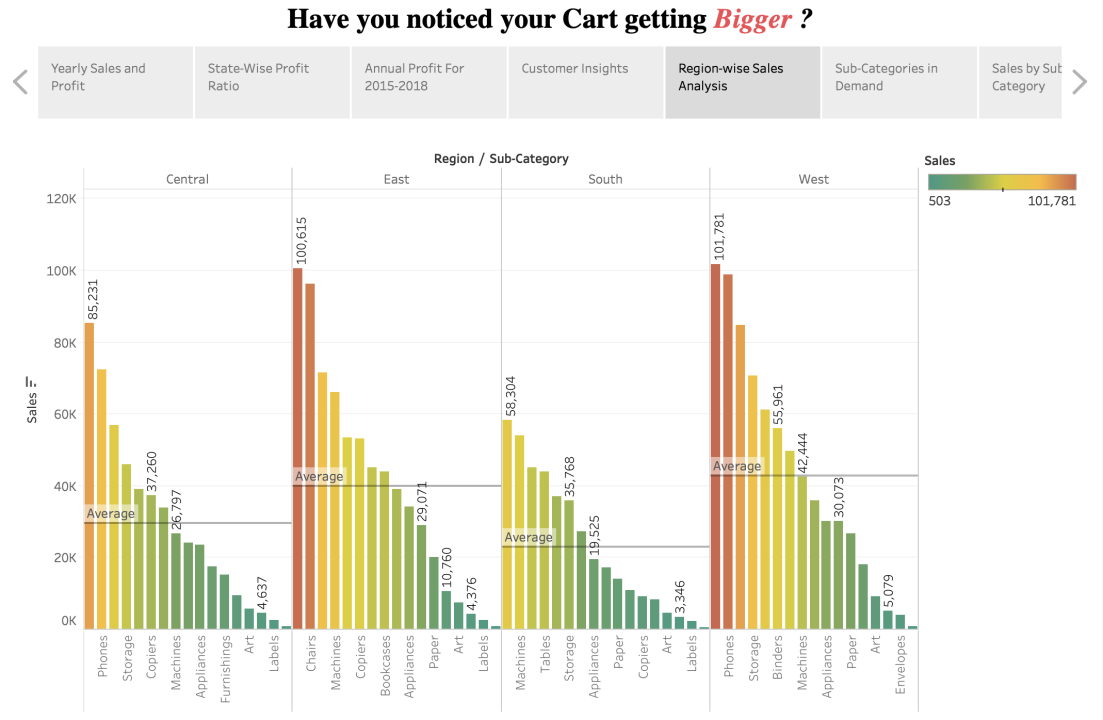 Have you noticed your Cart getting Bigger ?
Yearly Sales and
Profit
State-Wise Profit
Ratio
Annual Profit For
2015-2018
Customer Insights
Region-wise Sales
Analysis
Sub-Categories in
Demand
Sales by Sub
Category
Region / Sub-Category
Central
East
South
West
Sales
503
101,781
Sales
120K
100K
80K
60K
40K
20K
0K
85,231
37,260
26,797
4,637
Average
100,615
29,071
10,760
4,376
Average
58,304
35,768
19,525
3,346
Average
101,781
55,961
42,444
30,073
5,079
Average
Phones
Storage
Copiers
Machines
Appliances
Furnishings
Art
Labels
Chairs
Machines
Copiers
Bookcases
Appliances
Paper
Art
Labels
Machines
Tables
Storage
Appliances
Paper
Copiers
Art
Labels
Phones
Storage
Binders
Machines
Appliances
Paper
Art
Envelopes